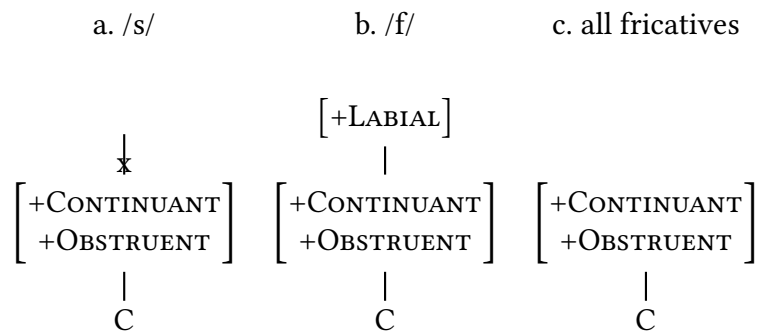 a. /s/ b. /f/ c. all fricatives
[+LABIAL]
x
[+CONTINUANT] [+CONTINUANT] [+CONTINUANT]
[+OBSTRUENT] [+OBSTRUENT] [+OBSTRUENT]
C C C